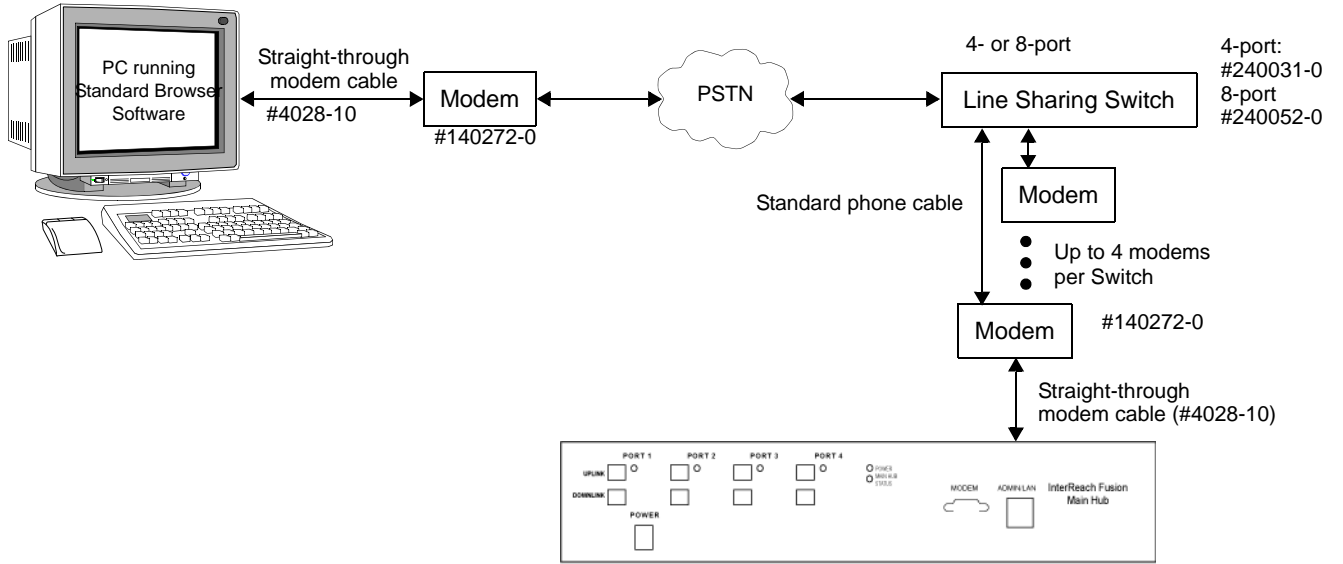 PC running
Standard Browser
Software
Straight-through
modem cable
#4028-10
Modem
#140272-0
PSTN
4- or 8-port
Line Sharing Switch
4-port:
#240031-0
8-port
#240052-0
Standard phone cable
Modem
Up to 4 modems
per Switch
Modem
#140272-0
Straight-through
modem cable (#4028-10)
PORT 1
PORT 2
PORT 3
PORT 4
UPLINK
DOWNLINK
POWER
POWER
MAIN HUB
STATUS
MODEM
ADMIN/LAN
InterReach Fusion
Main Hub